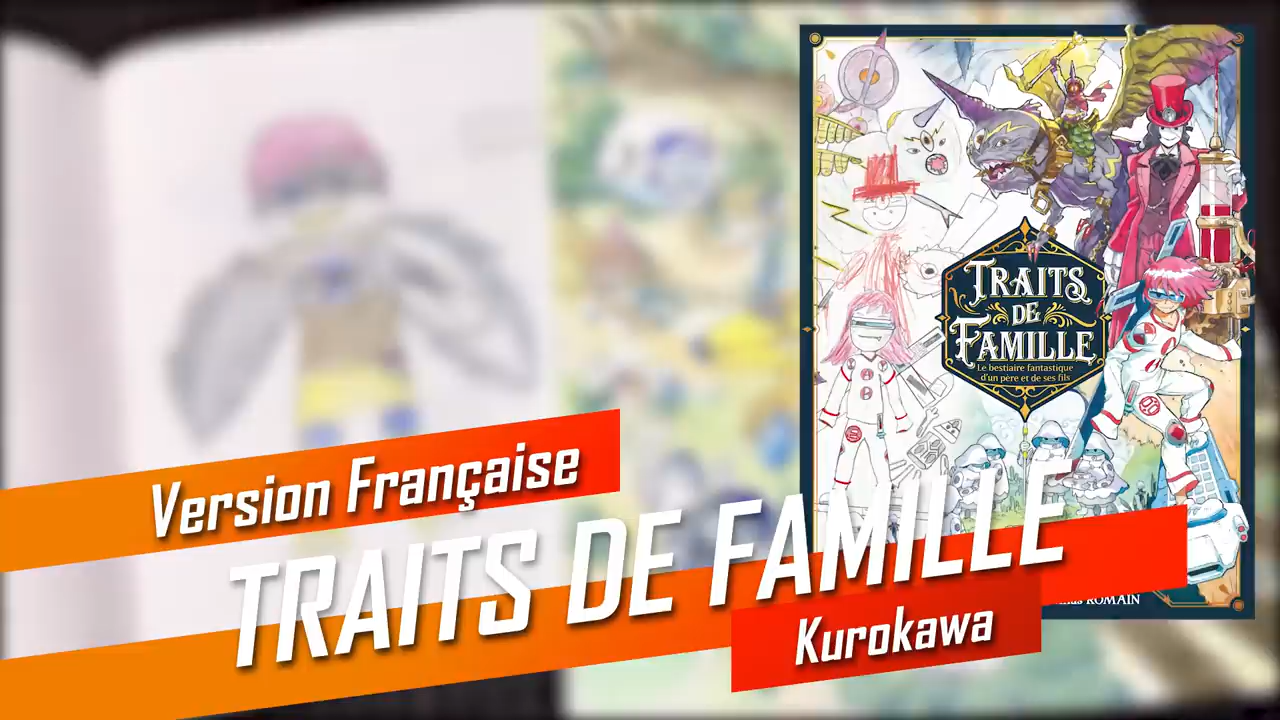 TRAITS
DE
FAMILLE
Le bestiaire fantastique
d'un père et de ses fils
Version Française
TRAITS DE FAMILLE
ROMAIN
Kurokawa